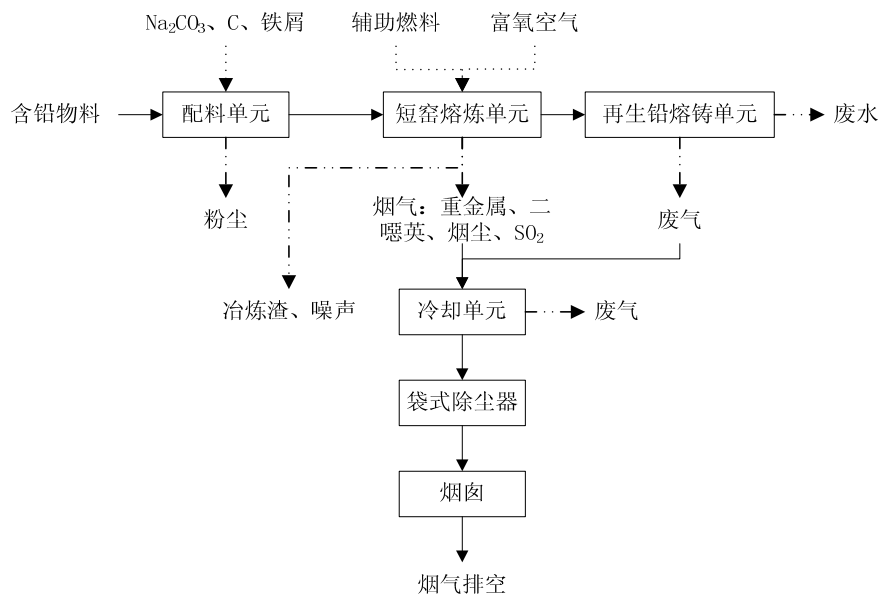 Na₂CO₃、C、铁屑
辅助燃料
富氧空气
含铅物料
配料单元
短窑熔炼单元
再生铅熔铸单元
废水
粉尘
烟气：重金属、二
噁英、烟尘、SO₂
废气
冶炼渣、噪声
冷却单元
废气
袋式除尘器
烟囱
烟气排空